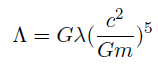 Λ = Gλ(c²/Gm)⁵